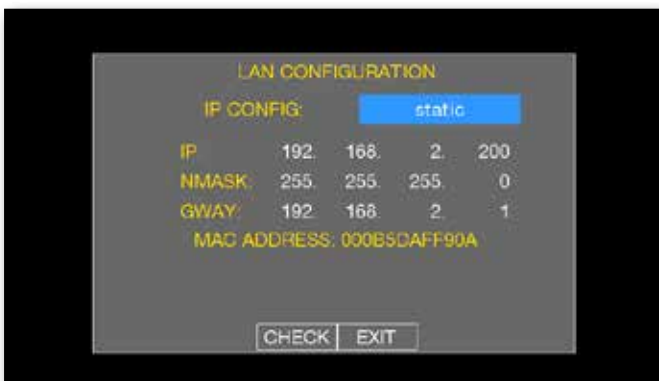 LAN CONFIGURATION
IP CONFIG: static
IP 192. 168. 2. 200
NMASK: 255. 255. 255. 0
GWAY: 192. 168. 2. 1
MAC ADDRESS: 000B5DAFF90A
CHECK EXIT